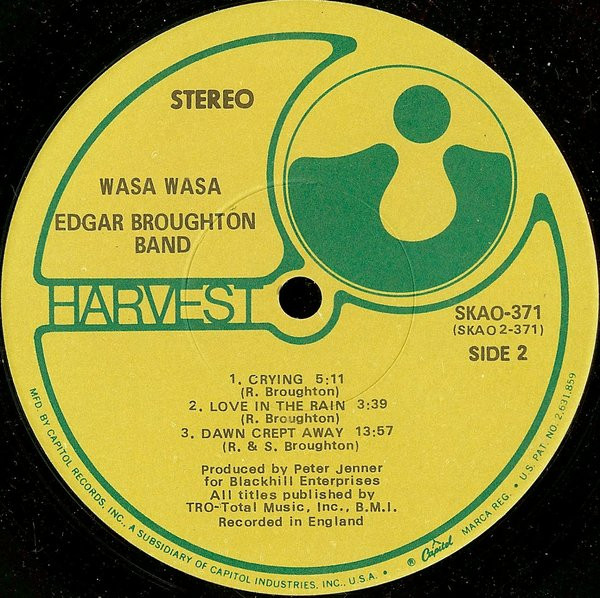 STEREO
WASA WASA
EDGAR BROUGHTON
BAND
HARVEST
SKAO-371
(SKAO 2-371)
SIDE 2
1. CRYING 5:11
(R. Broughton)
2. LOVE IN THE RAIN 3:39
(R. Broughton)
3. DAWN CREPT AWAY 13:57
(R. & S. Broughton)
Produced by Peter Jenner
for Blackhill Enterprises
All titles published by
TRO-Total Music, Inc., B.M.I.
Recorded in England
MFD. BY CAPITOL RECORDS, INC., A SUBSIDIARY OF CAPITOL INDUSTRIES, INC., U.S.A. • ® Capitol MARCA REG. • U.S. PAT. NO. 2,631,859